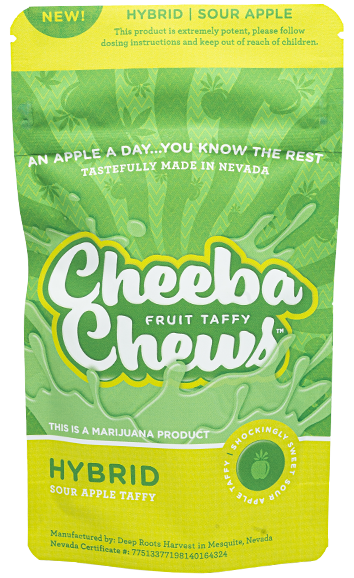 NEW!
HYBRID | SOUR APPLE
This product is extremely potent, please follow
dosing instructions and keep out of reach of children.
AN APPLE A DAY...YOU KNOW THE REST
TASTEFULLY MADE IN NEVADA
Cheeba
FRUIT TAFFY
Chews™
THIS IS A MARIJUANA PRODUCT
SHOCKINGLY SWEET SOUR APPLE TAFFY |
HYBRID
SOUR APPLE TAFFY
Manufactured by: Deep Roots Harvest in Mesquite, Nevada
Nevada Certificate #: 77513377198140164324